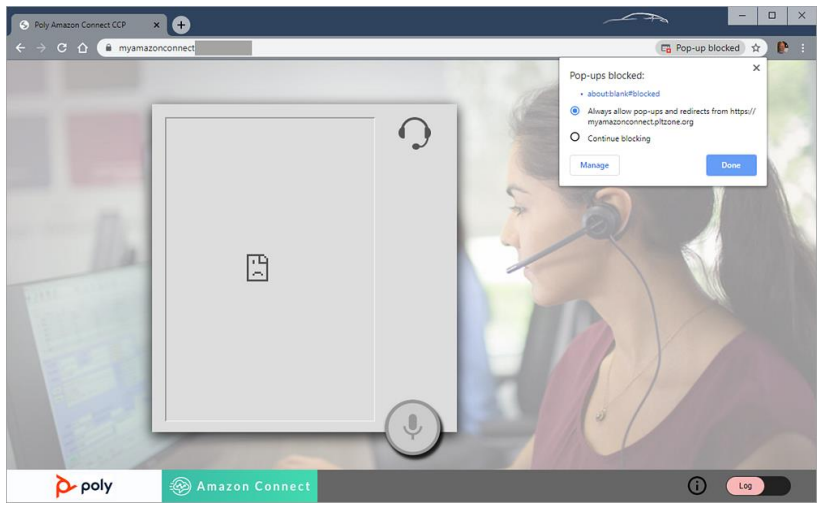 Poly Amazon Connect CCP
myamazonconnect
Pop-up blocked
Pop-ups blocked:
• about:blank#blocked
Always allow pop-ups and redirects from https://
myamazonconnect.pltzone.org
Continue blocking
Manage
Done
poly
Amazon Connect
Log